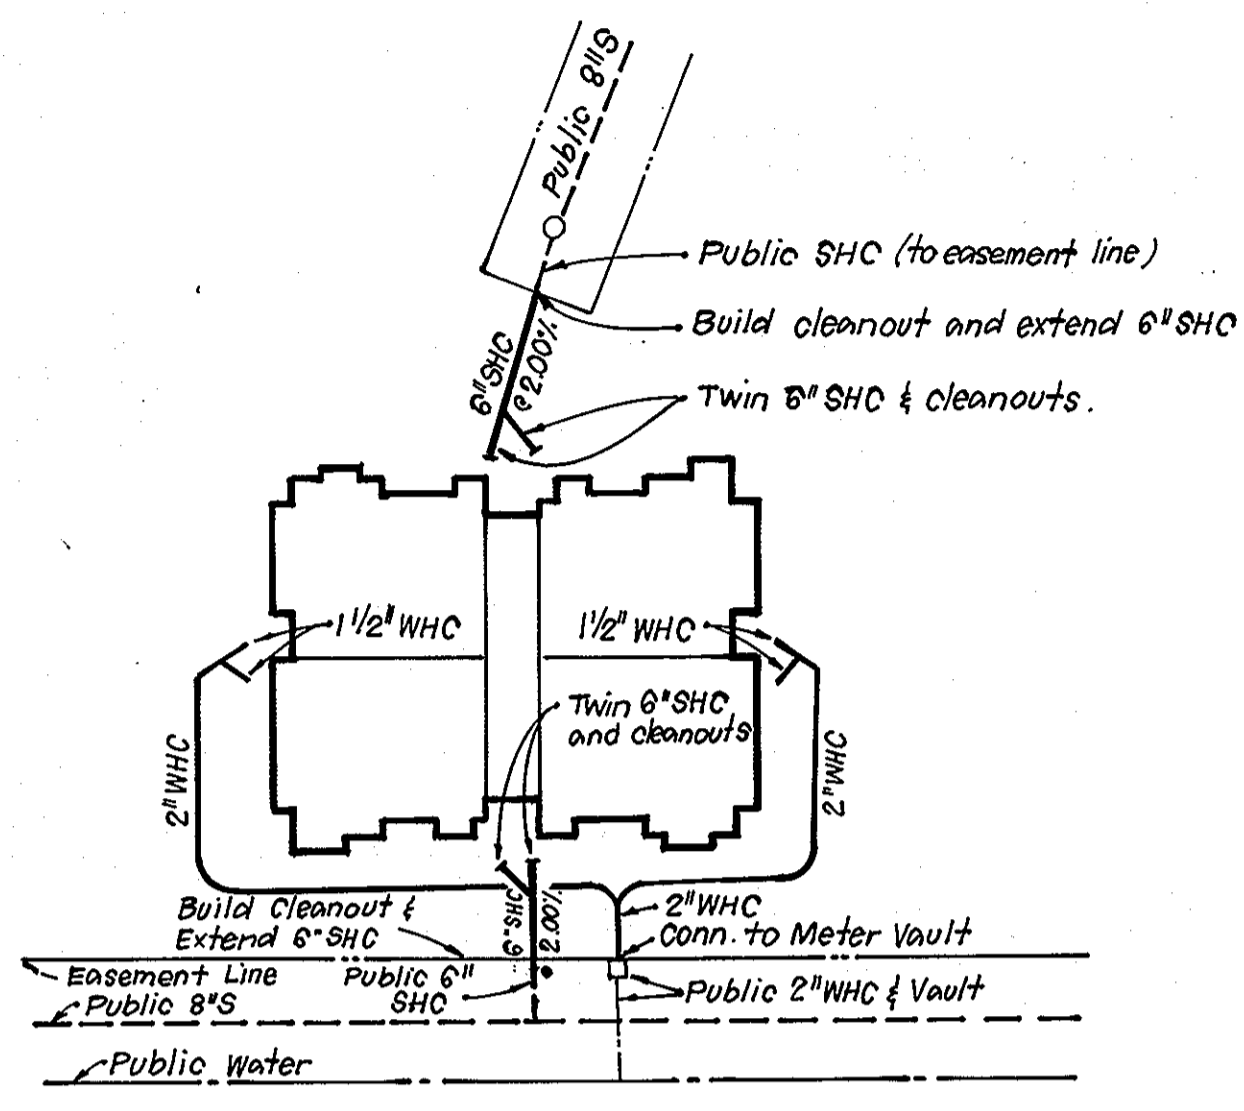 Public 8"S
Public SHC (to easement line)
Build cleanout and extend 6"SHC
6"SHC
@ 2.00%
Twin 6"SHC & cleanouts.
1 1/2" WHC
1 1/2" WHC
Twin 6"SHC
and cleanouts
2"WHC
2"WHC
6"SHC
2.00%
Build Cleanout &
Extend 6"SHC
2"WHC
Conn. to Meter Vault
Easement Line
Public 6"
SHC
Public 2"WHC & Vault
Public 8"S
Public Water